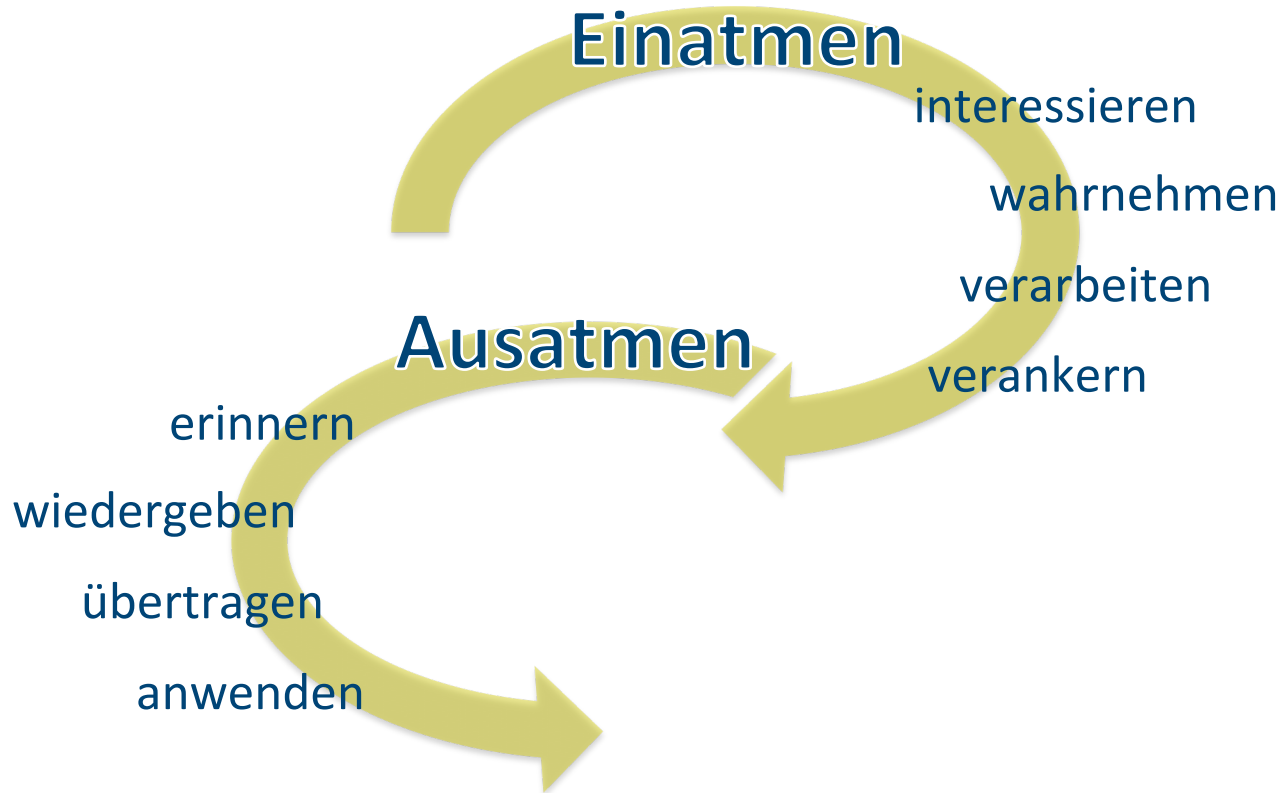 Einatmen
interessieren
wahrnehmen
verarbeiten
verankern
Ausatmen
erinnern
wiedergeben
übertragen
anwenden